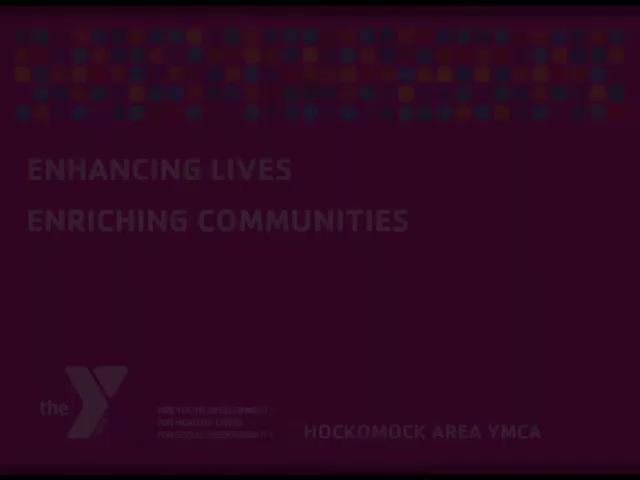 ENHANCING LIVES
ENRICHING COMMUNITIES
the Y
FOR YOUTH DEVELOPMENT
FOR HEALTHY LIVING
FOR SOCIAL RESPONSIBILITY
HOCKOMOCK AREA YMCA